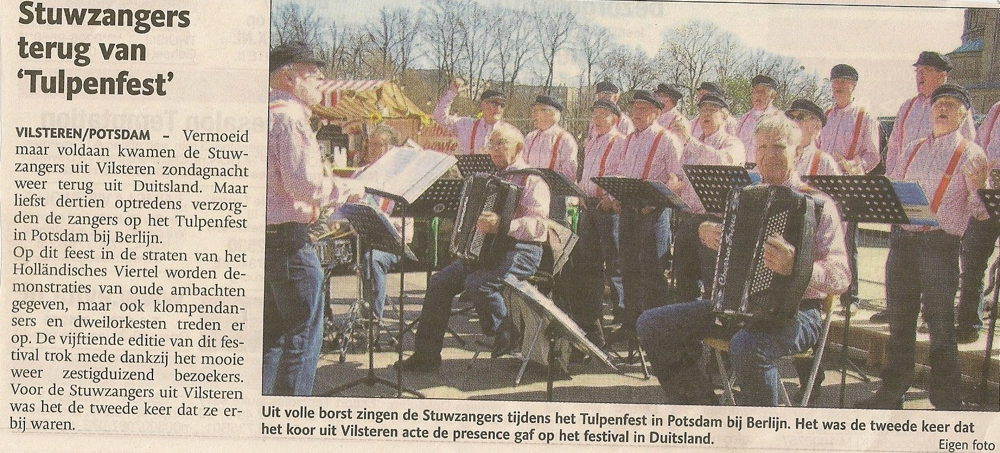 Stuwzangers
terug van
‘Tulpenfest’
VILSTEREN/POTSDAM – Vermoeid
maar voldaan kwamen de Stuw-
zangers uit Vilsteren zondagnacht
weer terug uit Duitsland. Maar
liefst dertien optredens verzorg-
den de zangers op het Tulpenfest
in Potsdam bij Berlijn.
Op dit feest in de straten van het
Holländisches Viertel worden de-
monstraties van oude ambachten
gegeven, maar ook klompendan-
sers en dweilorkesten treden er
op. De vijftiende editie van dit fes-
tival trok mede dankzij het mooie
weer zestigduizend bezoekers.
Voor de Stuwzangers uit Vilsteren
was het de tweede keer dat ze er-
bij waren.
Uit volle borst zingen de Stuwzangers tijdens het Tulpenfest in Potsdam bij Berlijn. Het was de tweede keer dat
het koor uit Vilsteren acte de presence gaf op het festival in Duitsland.
Eigen foto